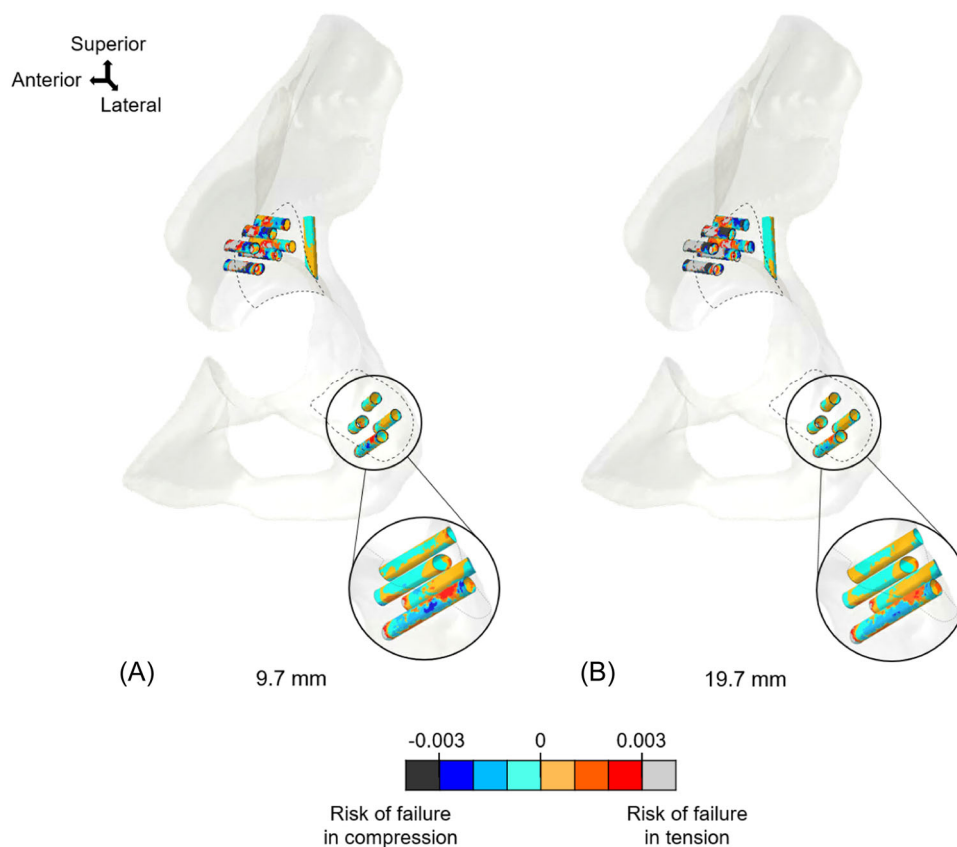 Superior
Anterior
Lateral
(A)
9.7 mm
(B)
19.7 mm
-0.003
0
0.003
Risk of failure
in compression
Risk of failure
in tension